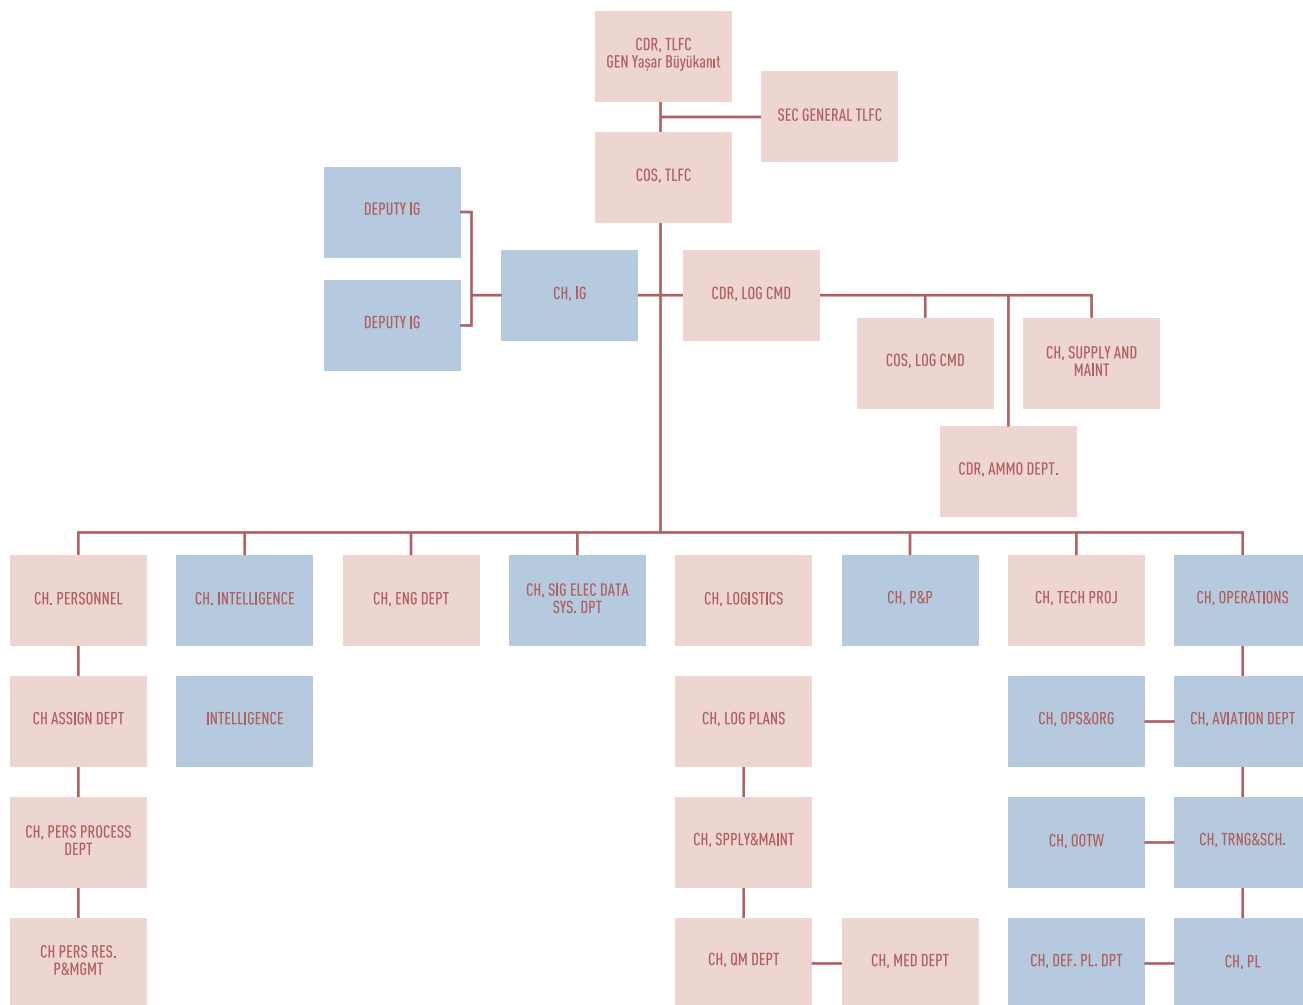 CDR, TLFC
GEN Yaşar Büyükanıt
SEC GENERAL TLFC
COS, TLFC
DEPUTY IG
DEPUTY IG
CH, İG
CDR, LOG CMD
COS, LOG CMD
CH, SUPPLY AND
MAINT
CDR, AMMO DEPT.
CH. PERSONNEL
CH. INTELLIGENCE
CH, ENG DEPT
CH, SIG ELEC DATA
SYS. DPT
CH, LOGISTICS
CH, P&P
CH, TECH PROJ
CH, OPERATIONS
CH ASSIGN DEPT
INTELLIGENCE
CH, LOG PLANS
CH, OPS&ORG
CH, AVIATION DEPT
CH, PERS PROCESS
DEPT
CH, SPPLY&MAINT
CH, OOTW
CH, TRNG&SCH.
CH PERS RES.
P&MGMT
CH, QM DEPT
CH, MED DEPT
CH, DEF. PL. DPT
CH, PL